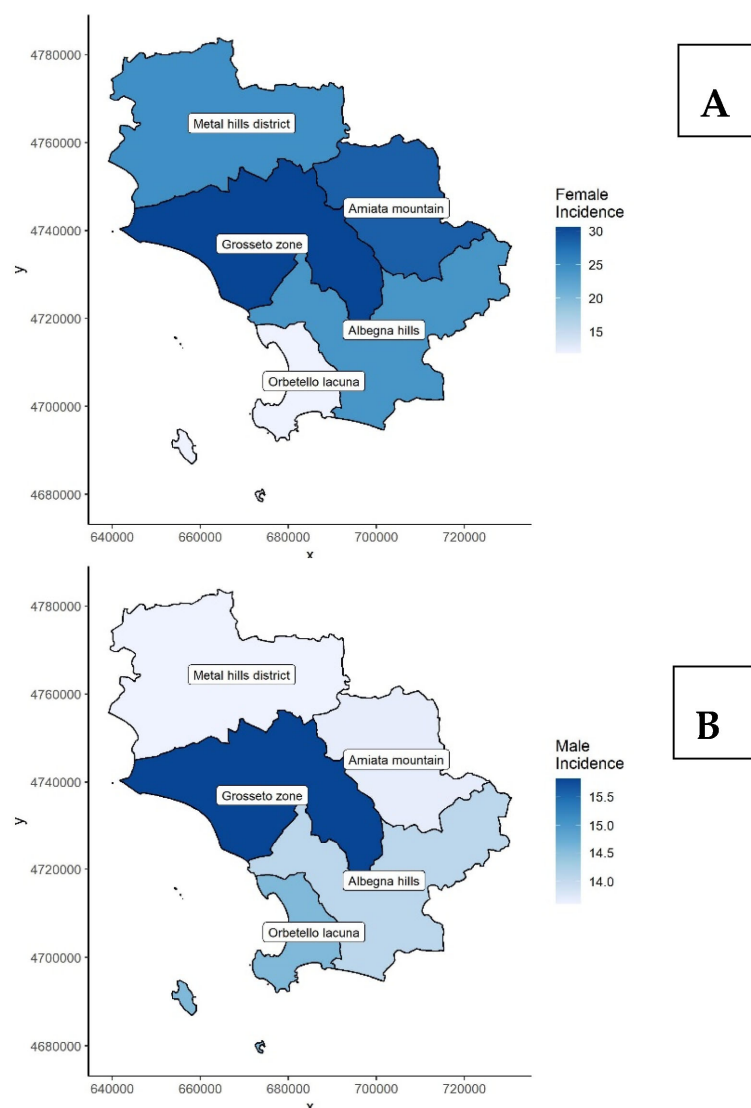 4780000
4760000
4740000
4720000
4700000
4680000
y
Metal hills district
Amiata mountain
Grosseto zone
Albegna hills
Orbetello lacuna
640000 660000 680000 700000 720000
x
Female
Incidence
30
25
20
15
A
4780000
4760000
4740000
4720000
4700000
4680000
y
Metal hills district
Amiata mountain
Grosseto zone
Albegna hills
Orbetello lacuna
640000 660000 680000 700000 720000
x
Male
Incidence
15.5
15.0
14.5
14.0
B